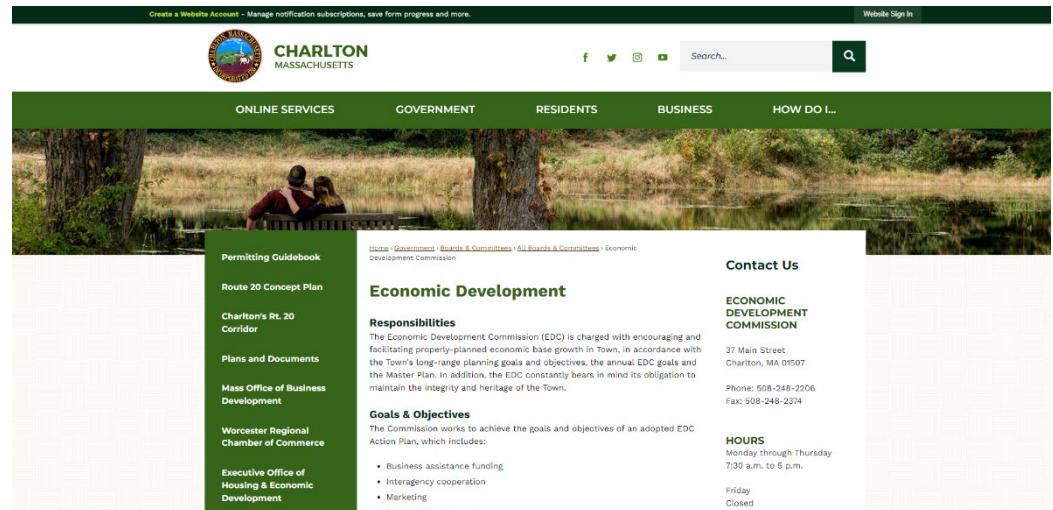 Create a Website Account - Manage notification subscriptions, save form progress and more.
Website Sign In
CHARLTON
MASSACHUSETTS
Search...
ONLINE SERVICES
GOVERNMENT
RESIDENTS
BUSINESS
HOW DO I...
Permitting Guidebook
Route 20 Concept Plan
Charlton's Rt. 20
Corridor
Plans and Documents
Mass Office of Business
Development
Worcester Regional
Chamber of Commerce
Executive Office of
Housing & Economic
Development
Home › Government › Boards & Committees › All Boards & Committees › Economic
Development Commission
Economic Development
Responsibilities
The Economic Development Commission (EDC) is charged with encouraging and
facilitating properly-planned economic base growth in Town, in accordance with
the Town's long-range planning goals and objectives, the annual EDC goals and
the Master Plan. In addition, the EDC constantly bears in mind its obligation to
maintain the integrity and heritage of the Town.
Goals & Objectives
The Commission works to achieve the goals and objectives of an adopted EDC
Action Plan, which includes:
• Business assistance funding
• Interagency cooperation
• Marketing
Contact Us
ECONOMIC
DEVELOPMENT
COMMISSION
37 Main Street
Charlton, MA 01507
Phone: 508-248-2206
Fax: 508-248-2374
HOURS
Monday through Thursday
7:30 a.m. to 5 p.m.
Friday
Closed